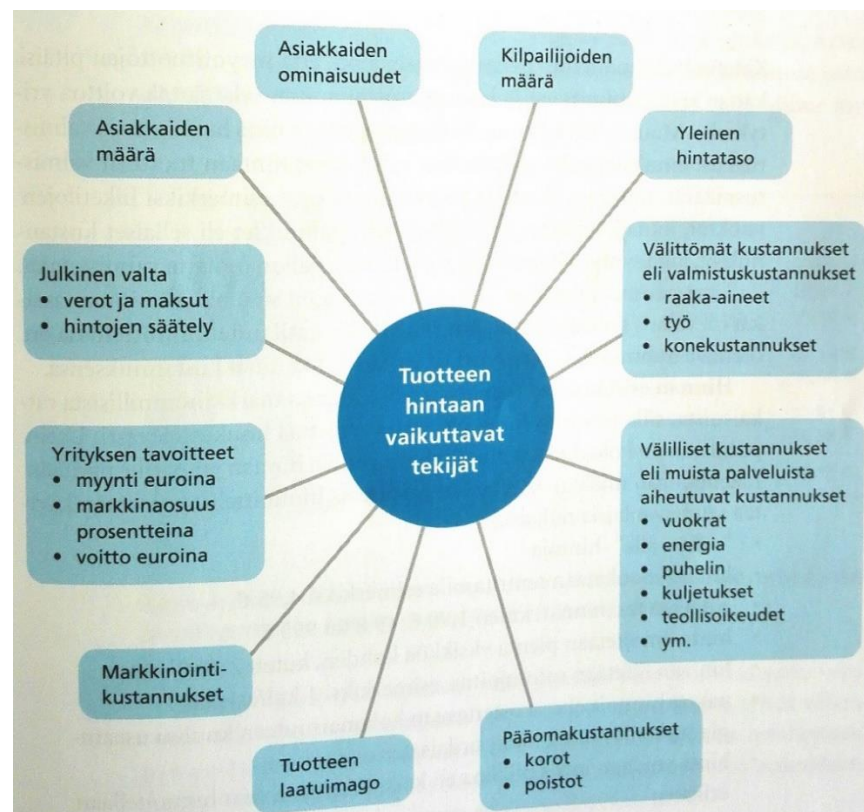 Asiakkaiden
ominaisuudet
Kilpailijoiden
määrä
Asiakkaiden
määrä
Yleinen
hintataso
Julkinen valta
• verot ja maksut
• hintojen säätely
Välittömät kustannukset
eli valmistuskustannukset
• raaka-aineet
• työ
• konekustannukset
Tuotteen
hintaan
vaikuttavat
tekijät
Yrityksen tavoitteet
• myynti euroina
• markkinaosuus
prosentteina
• voitto euroina
Välilliset kustannukset
eli muista palveluista
aiheutuvat kustannukset
• vuokrat
• energia
• puhelin
• kuljetukset
• teollisoikeudet
• ym.
Markkinointi-
kustannukset
Tuotteen
laatuimago
Pääomakustannukset
• korot
• poistot